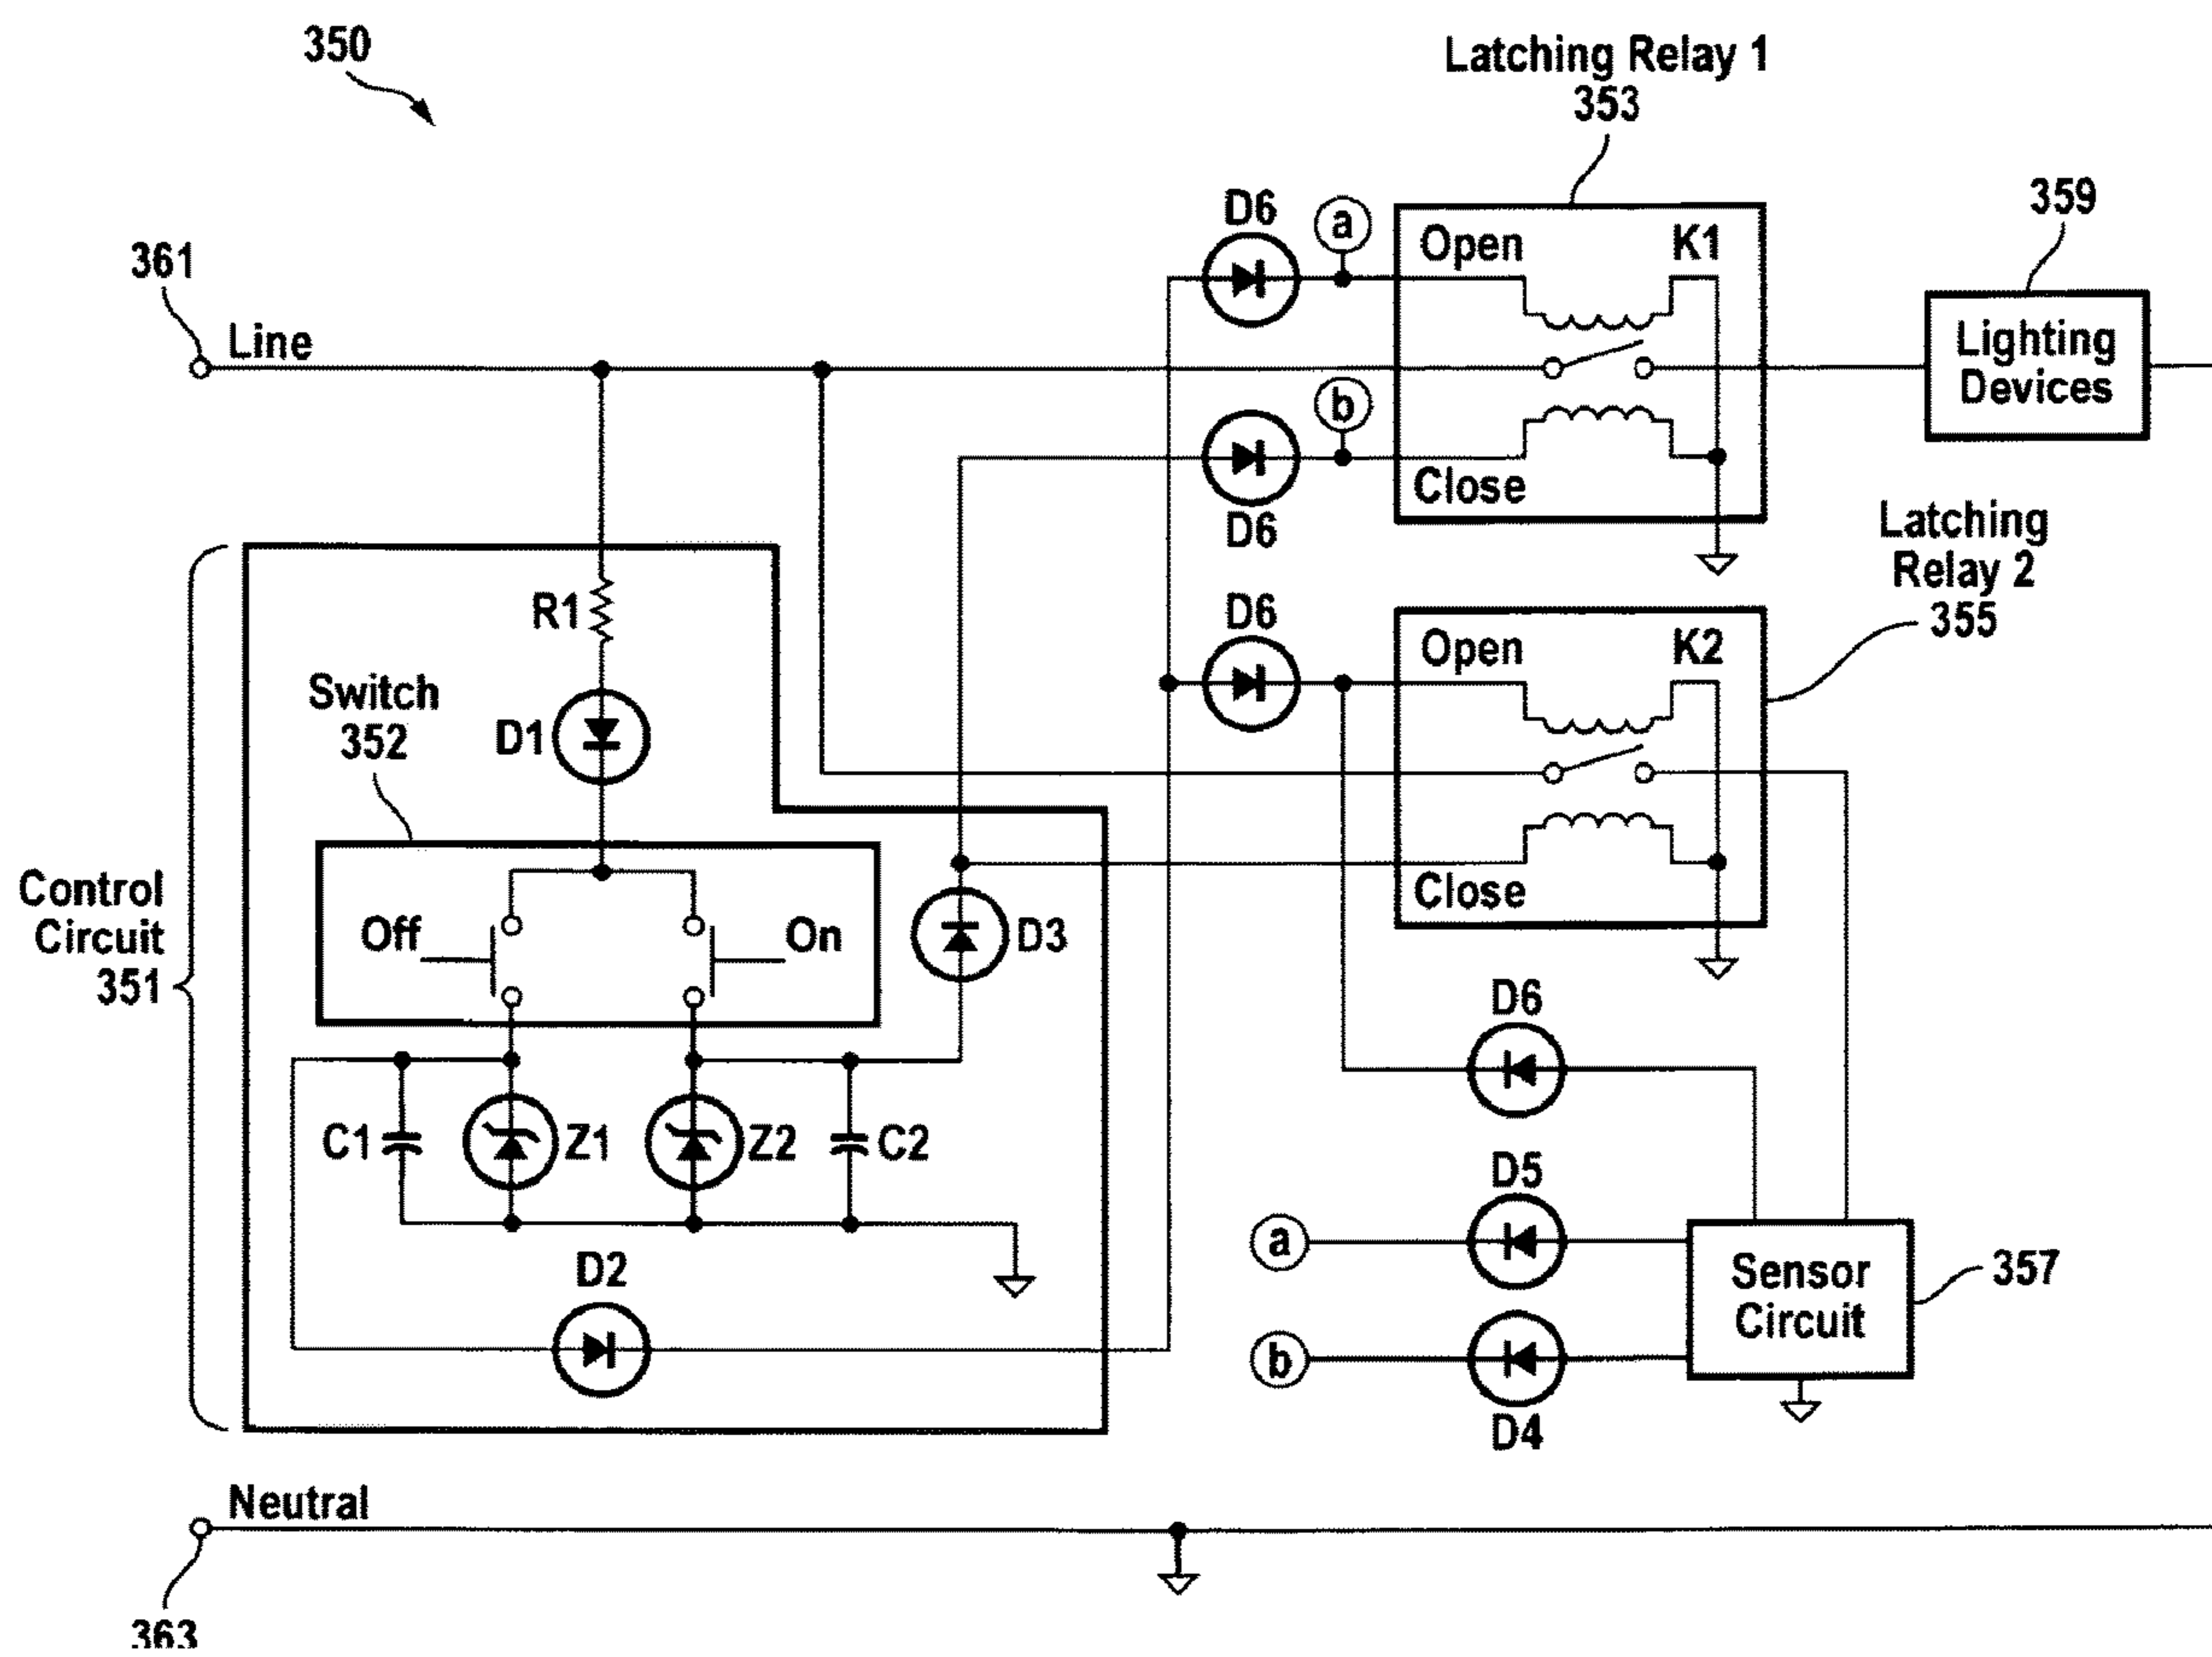 350
Latching Relay 1
353
359
361
Line
D6
a
Open
K1
Lighting
Devices
b
Close
D6
Latching
Relay 2
355
R1
D6
Open
K2
Switch
352
D1
Close
Control
Circuit
351
Off
On
D3
D6
C1
Z1
Z2
C2
D5
a
Sensor
Circuit
357
D2
b
D4
Neutral
363